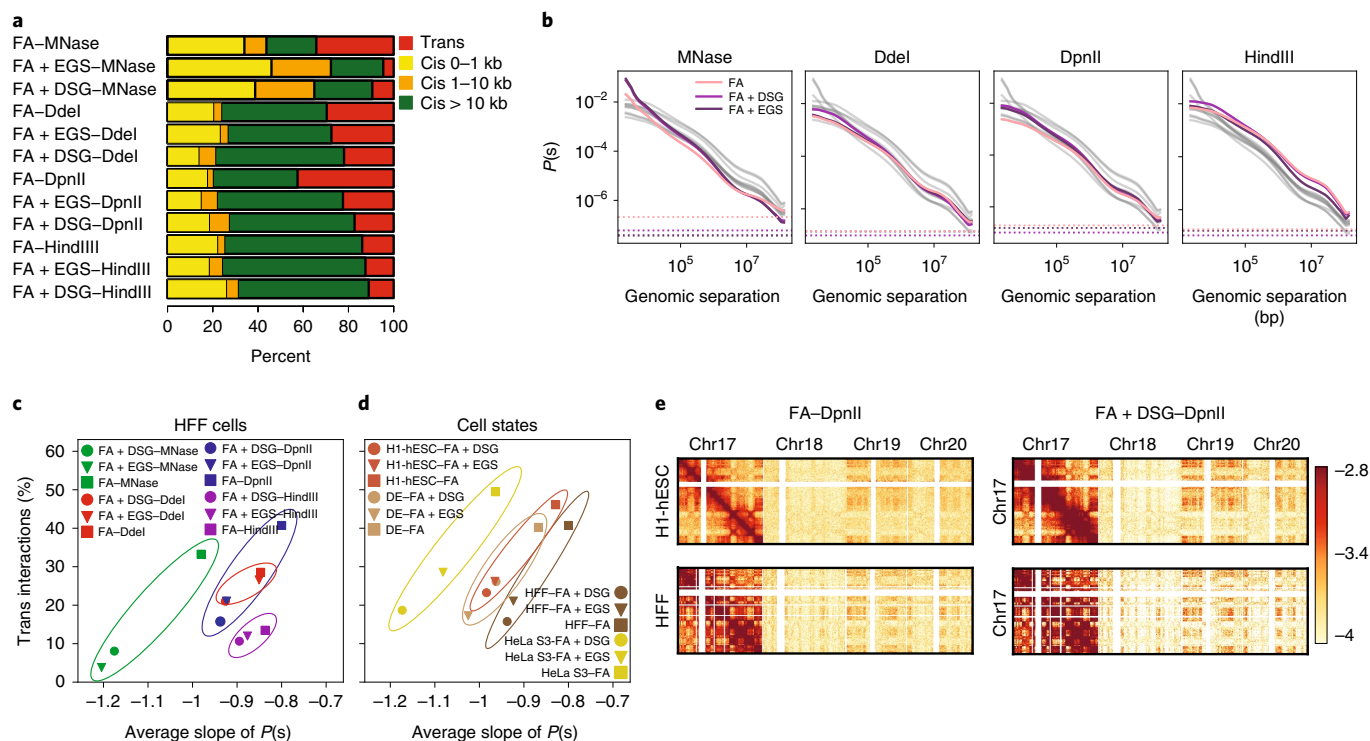 a
FA–MNase
FA + EGS–MNase
FA + DSG–MNase
FA–DdeI
FA + EGS–DdeI
FA + DSG–DdeI
FA–DpnII
FA + EGS–DpnII
FA + DSG–DpnII
FA–HindIIII
FA + EGS–HindIII
FA + DSG–HindIII
0 20 40 60 80 100
Percent
Trans
Cis 0–1 kb
Cis 1–10 kb
Cis > 10 kb
b
MNase DdeI DpnII HindIII
FA
FA + DSG
FA + EGS
P(s)
10−2
10−4
10−6
105 107 105 107 105 107 105 107
Genomic separation Genomic separation Genomic separation Genomic separation
(bp)
c
HFF cells
FA + DSG–MNase
FA + EGS–MNase
FA–MNase
FA + DSG–DdeI
FA + EGS–DdeI
FA–DdeI
FA + DSG–DpnII
FA + EGS–DpnII
FA–DpnII
FA + DSG–HindIII
FA + EGS–HindIII
FA–HindIII
Trans interactions (%)
60
50
40
30
20
10
0
−1.2 −1.1 −1 −0.9 −0.8 −0.7
Average slope of P(s)
d
Cell states
H1-hESC–FA + DSG
H1-hESC–FA + EGS
H1-hESC–FA
DE–FA + DSG
DE–FA + EGS
DE–FA
HFF–FA + DSG
HFF–FA + EGS
HFF–FA
HeLa S3-FA + DSG
HeLa S3-FA + EGS
HeLa S3–FA
−1.2 −1.1 −1 −0.9 −0.8 −0.7
Average slope of P(s)
e
FA–DpnII
Chr17 Chr18 Chr19 Chr20
H1-hESC
HFF
FA + DSG–DpnII
Chr17 Chr18 Chr19 Chr20
Chr17
Chr17
−2.8
−3.4
−4